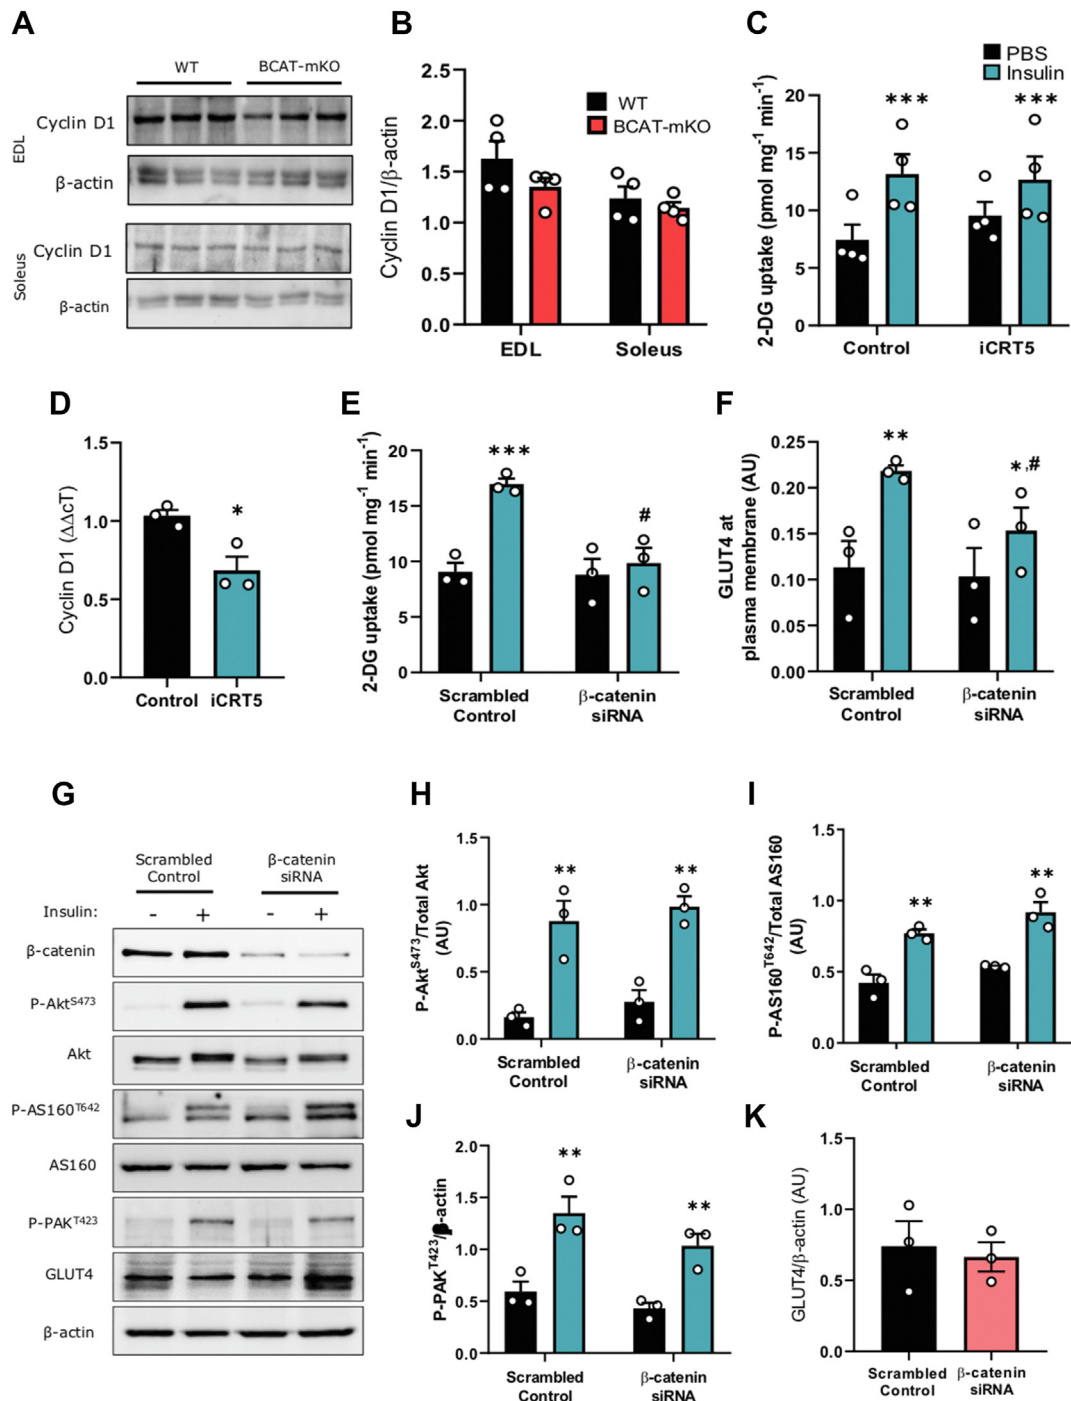 A
WT BCAT-mKO
EDL
Cyclin D1
β-actin
Soleus
Cyclin D1
β-actin
B
2.5
2.0
1.5
1.0
0.5
0.0
Cyclin D1/β-actin
WT
BCAT-mKO
EDL Soleus
C
PBS
Insulin
20
15
10
5
0
2-DG uptake (pmol mg-1 min-1)
*** ***
Control iCRT5
D
1.5
1.0
0.5
0.0
Cyclin D1 (ΔΔcT)
*
Control iCRT5
E
20
15
10
5
0
2-DG uptake (pmol mg-1 min-1)
***
#
Scrambled β-catenin
Control siRNA
F
0.25
0.20
0.15
0.10
0.05
0.00
GLUT4 at
plasma membrane (AU)
**
*,#
Scrambled β-catenin
Control siRNA
G
Scrambled β-catenin
Control siRNA
Insulin: - + - +
β-catenin
P-AktS473
Akt
P-AS160T642
AS160
P-PAKT423
GLUT4
β-actin
H
1.5
1.0
0.5
0.0
P-AktS473/Total Akt
(AU)
** **
Scrambled β-catenin
Control siRNA
I
1.5
1.0
0.5
0.0
P-AS160T642/Total AS160
(AU)
** **
Scrambled β-catenin
Control siRNA
J
2.0
1.5
1.0
0.5
0.0
P-PAKT423/β-actin
** **
Scrambled β-catenin
Control siRNA
K
1.5
1.0
0.5
0.0
GLUT4/β-actin (AU)
Scrambled β-catenin
Control siRNA